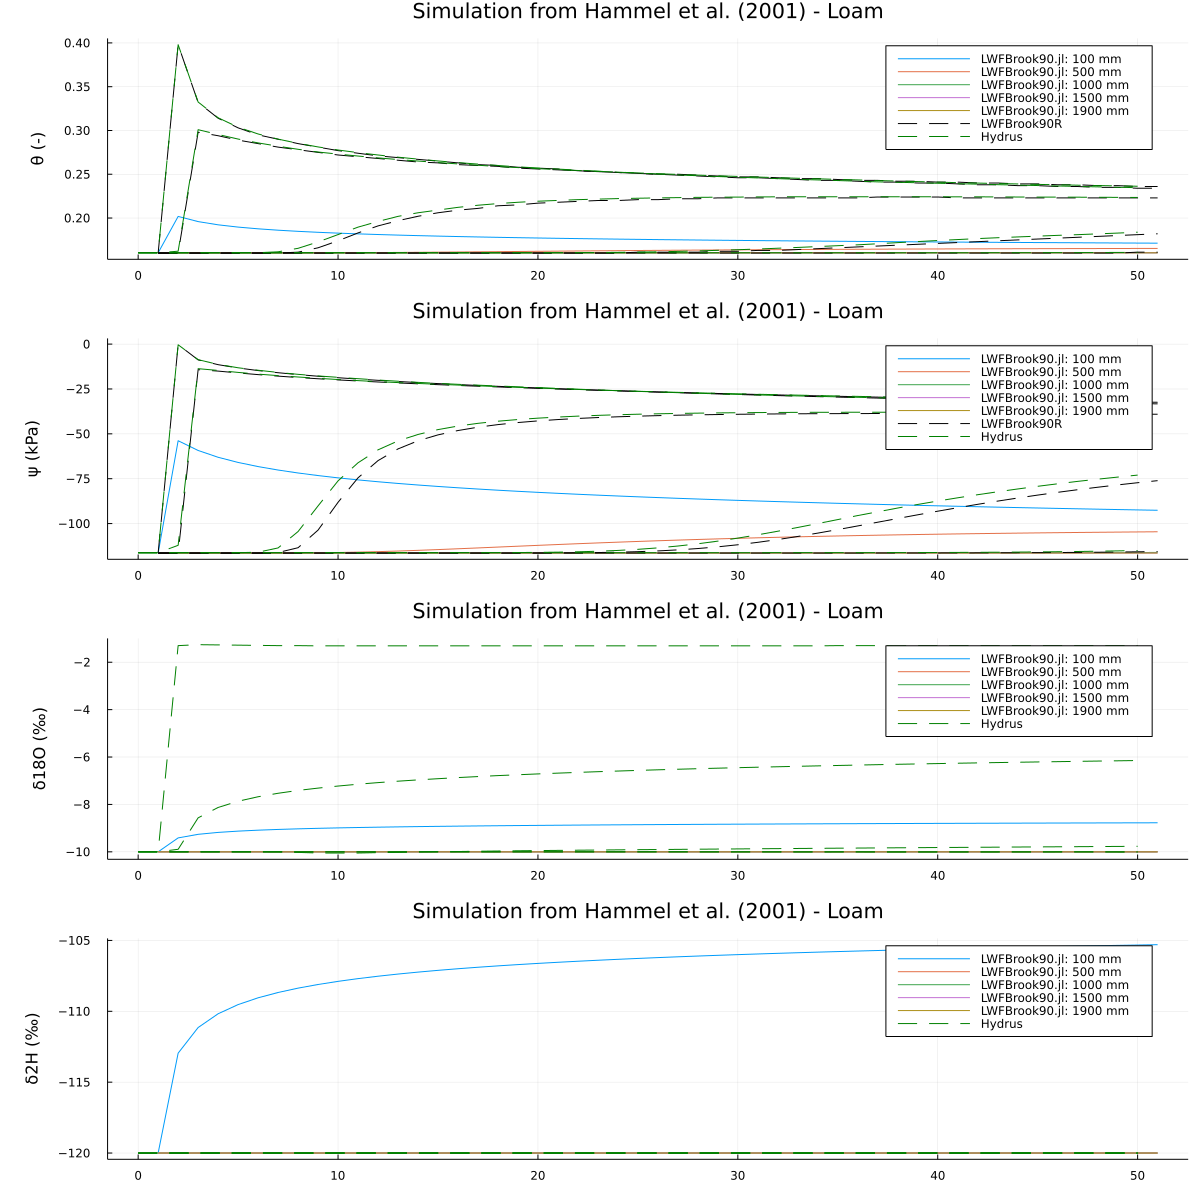 Simulation from Hammel et al. (2001) - Loam
θ (-)
0.40
0.35
0.30
0.25
0.20
LWFBrook90.jl: 100 mm
LWFBrook90.jl: 500 mm
LWFBrook90.jl: 1000 mm
LWFBrook90.jl: 1500 mm
LWFBrook90.jl: 1900 mm
LWFBrook90R
Hydrus
0 10 20 30 40 50
Simulation from Hammel et al. (2001) - Loam
ψ (kPa)
0
−25
−50
−75
−100
LWFBrook90.jl: 100 mm
LWFBrook90.jl: 500 mm
LWFBrook90.jl: 1000 mm
LWFBrook90.jl: 1500 mm
LWFBrook90.jl: 1900 mm
LWFBrook90R
Hydrus
0 10 20 30 40 50
Simulation from Hammel et al. (2001) - Loam
δ18O (‰)
−2
−4
−6
−8
−10
LWFBrook90.jl: 100 mm
LWFBrook90.jl: 500 mm
LWFBrook90.jl: 1000 mm
LWFBrook90.jl: 1500 mm
LWFBrook90.jl: 1900 mm
Hydrus
0 10 20 30 40 50
Simulation from Hammel et al. (2001) - Loam
δ2H (‰)
−105
−110
−115
−120
LWFBrook90.jl: 100 mm
LWFBrook90.jl: 500 mm
LWFBrook90.jl: 1000 mm
LWFBrook90.jl: 1500 mm
LWFBrook90.jl: 1900 mm
Hydrus
0 10 20 30 40 50